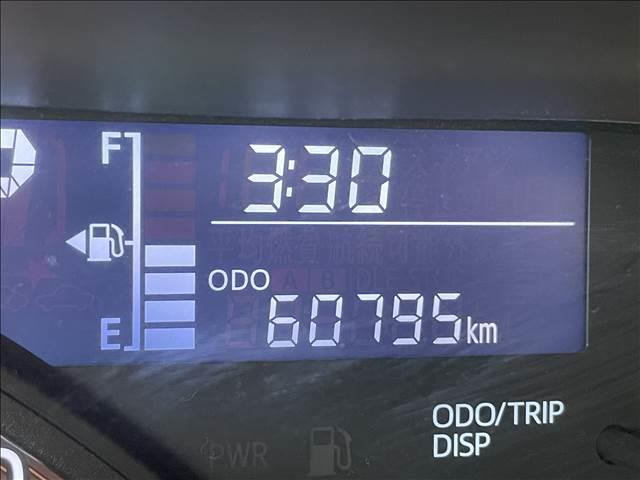 F
3:30
E
ODO
60795km
ODO/TRIP
DISP
PWR